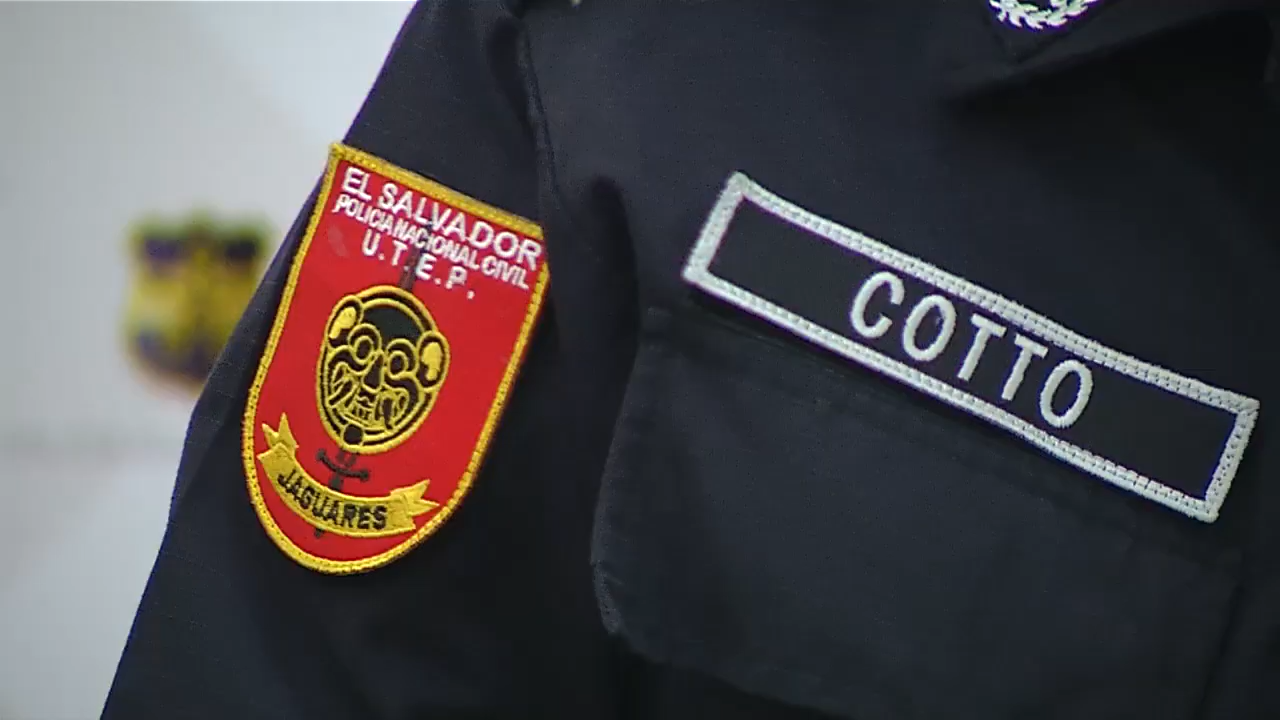 EL SALVADOR
POLICIA NACIONAL CIVIL
U.T.E.P.
JAGUARES
COTTO